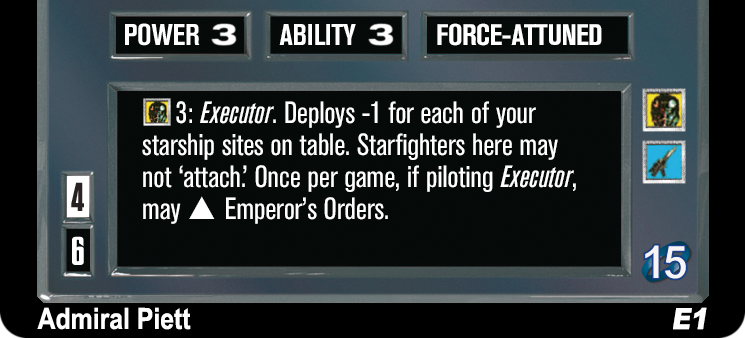 POWER 3 ABILITY 3 FORCE-ATTUNED
3: Executor. Deploys -1 for each of your
starship sites on table. Starfighters here may
not ‘attach.’ Once per game, if piloting Executor,
may ▲ Emperor’s Orders.
4
6
15
Admiral Piett E1